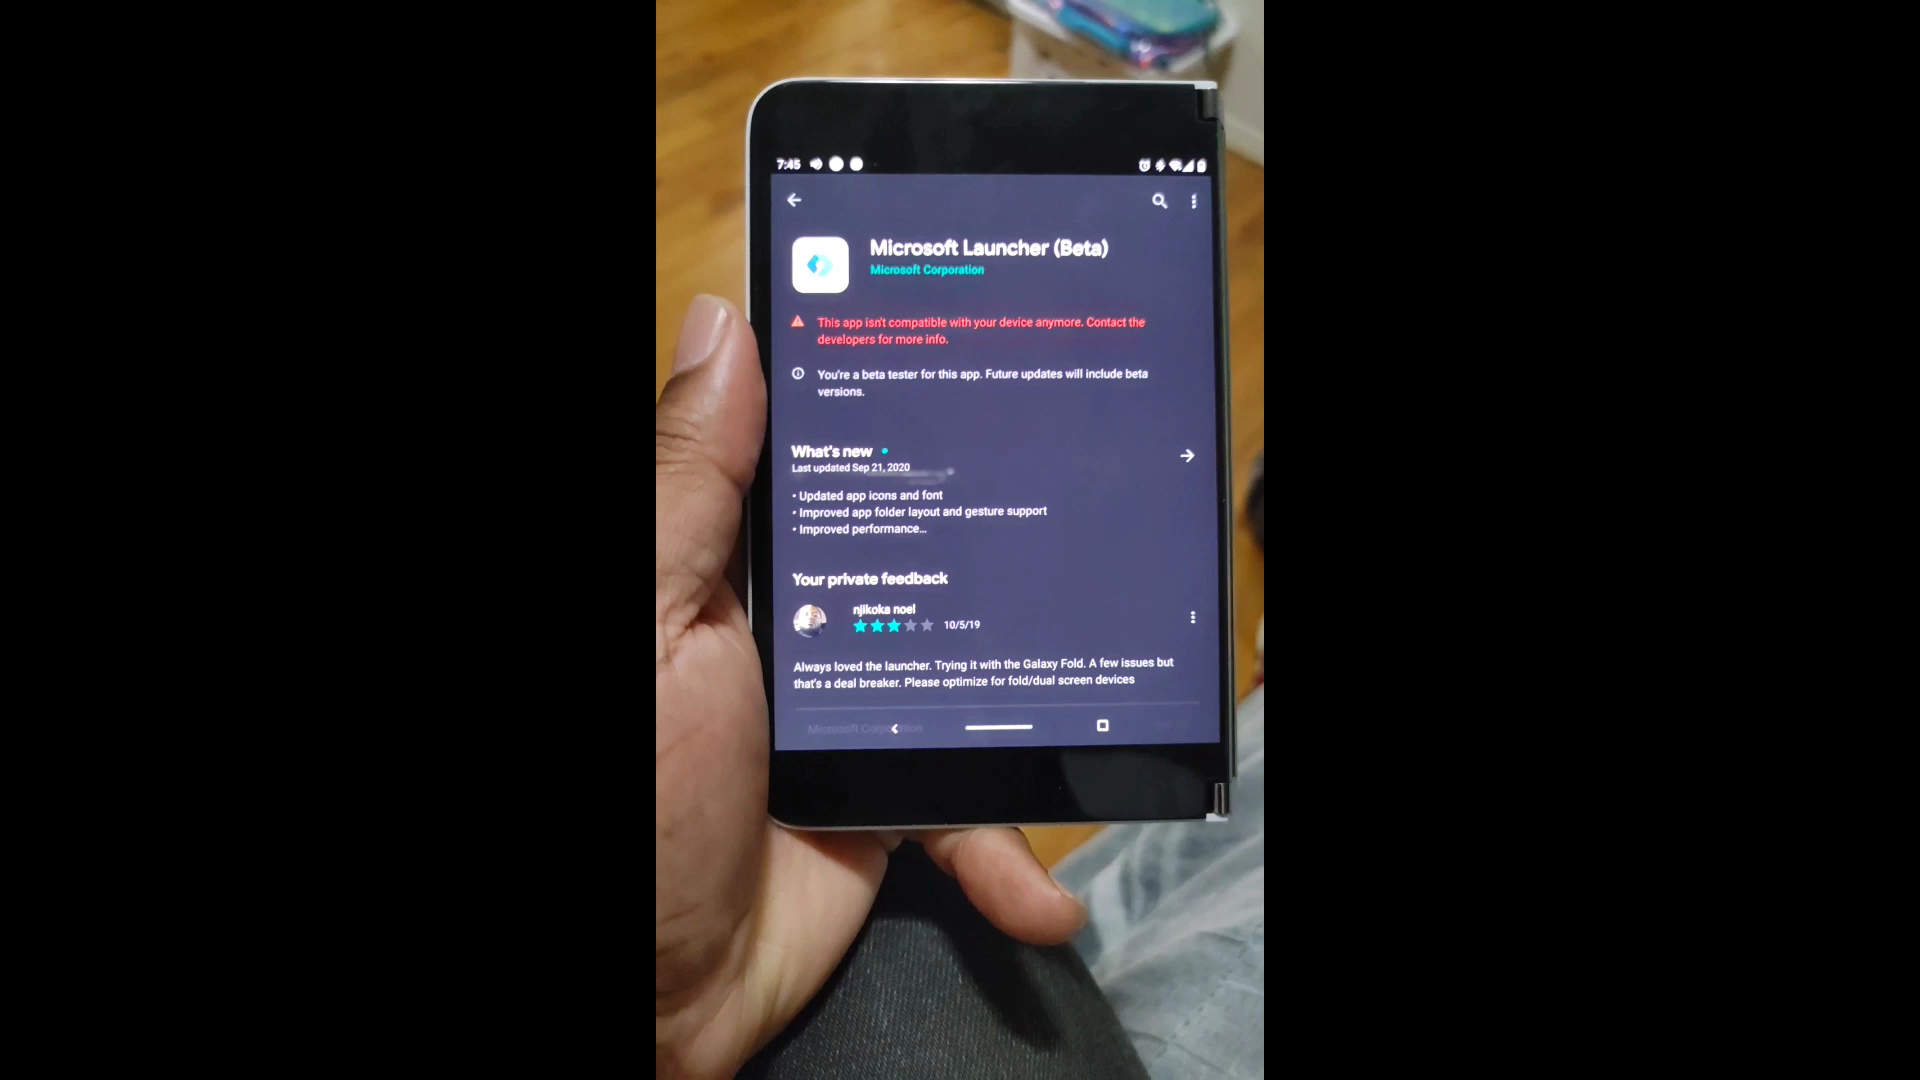 7:45
Microsoft Launcher (Beta)
Microsoft Corporation
This app isn't compatible with your device anymore. Contact the
developers for more info.
You're a beta tester for this app. Future updates will include beta
versions.
What's new
Last updated Sep 21, 2020
• Updated app icons and font
• Improved app folder layout and gesture support
• Improved performance...
Your private feedback
njikoka noel
10/5/19
Always loved the launcher. Trying it with the Galaxy Fold. A few issues but
that's a deal breaker. Please optimize for fold/dual screen devices
Microsoft Corporation